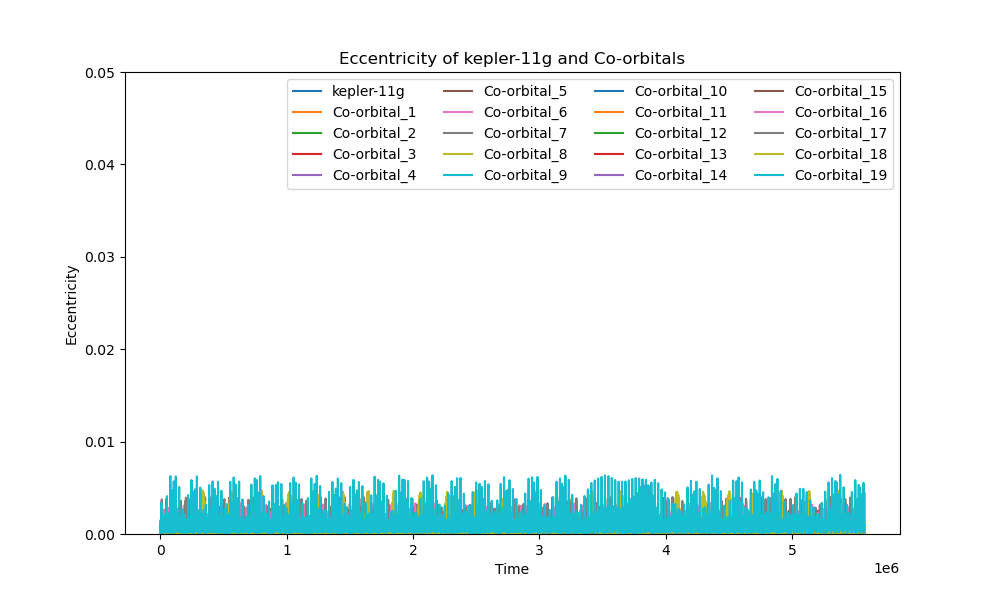 Eccentricity of kepler-11g and Co-orbitals
0.05
0.04
0.03
0.02
0.01
0.00
Eccentricity
kepler-11g Co-orbital_5 Co-orbital_10 Co-orbital_15
Co-orbital_1 Co-orbital_6 Co-orbital_11 Co-orbital_16
Co-orbital_2 Co-orbital_7 Co-orbital_12 Co-orbital_17
Co-orbital_3 Co-orbital_8 Co-orbital_13 Co-orbital_18
Co-orbital_4 Co-orbital_9 Co-orbital_14 Co-orbital_19
0 1 2 3 4 5
1e6
Time